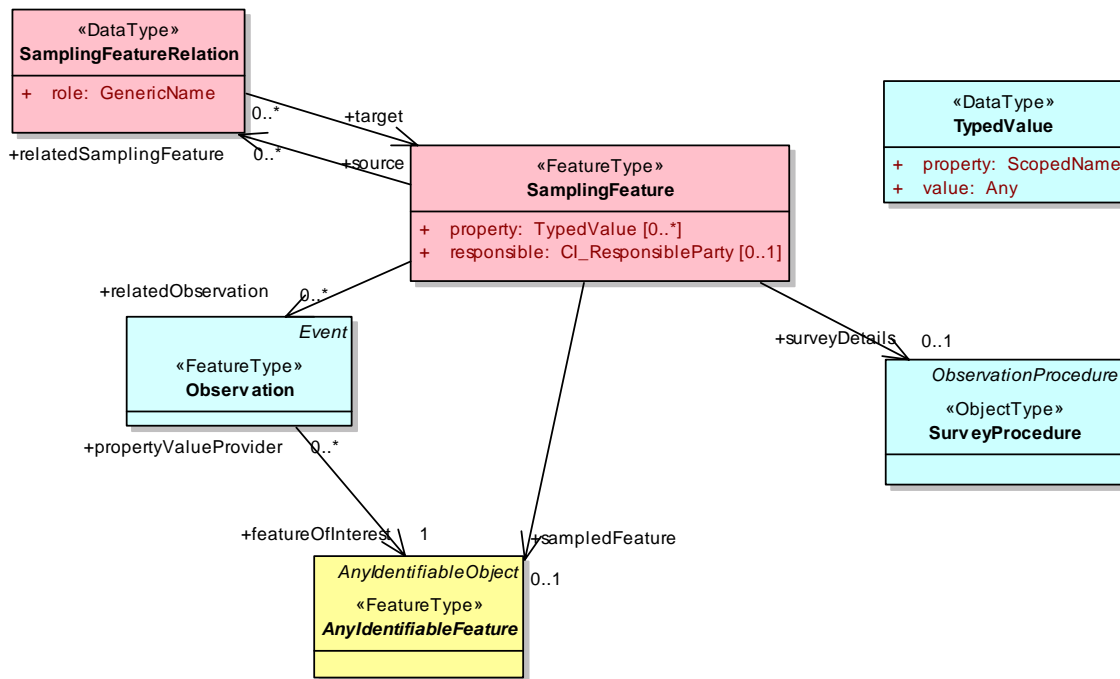 «DataType»
SamplingFeatureRelation
+ role: GenericName
0..*
+target
+relatedSamplingFeature
0..*
+source
«FeatureType»
SamplingFeature
+ property: TypedValue [0..*]
+ responsible: CI_ResponsibleParty [0..1]
«DataType»
TypedValue
+ property: ScopedName
+ value: Any
+relatedObservation
0..*
Event
«FeatureType»
Observation
+surveyDetails
0..1
ObservationProcedure
«ObjectType»
SurveyProcedure
+propertyValueProvider
0..*
+featureOfInterest
1
+sampledFeature
0..1
AnyIdentifiableObject
«FeatureType»
AnyIdentifiableFeature